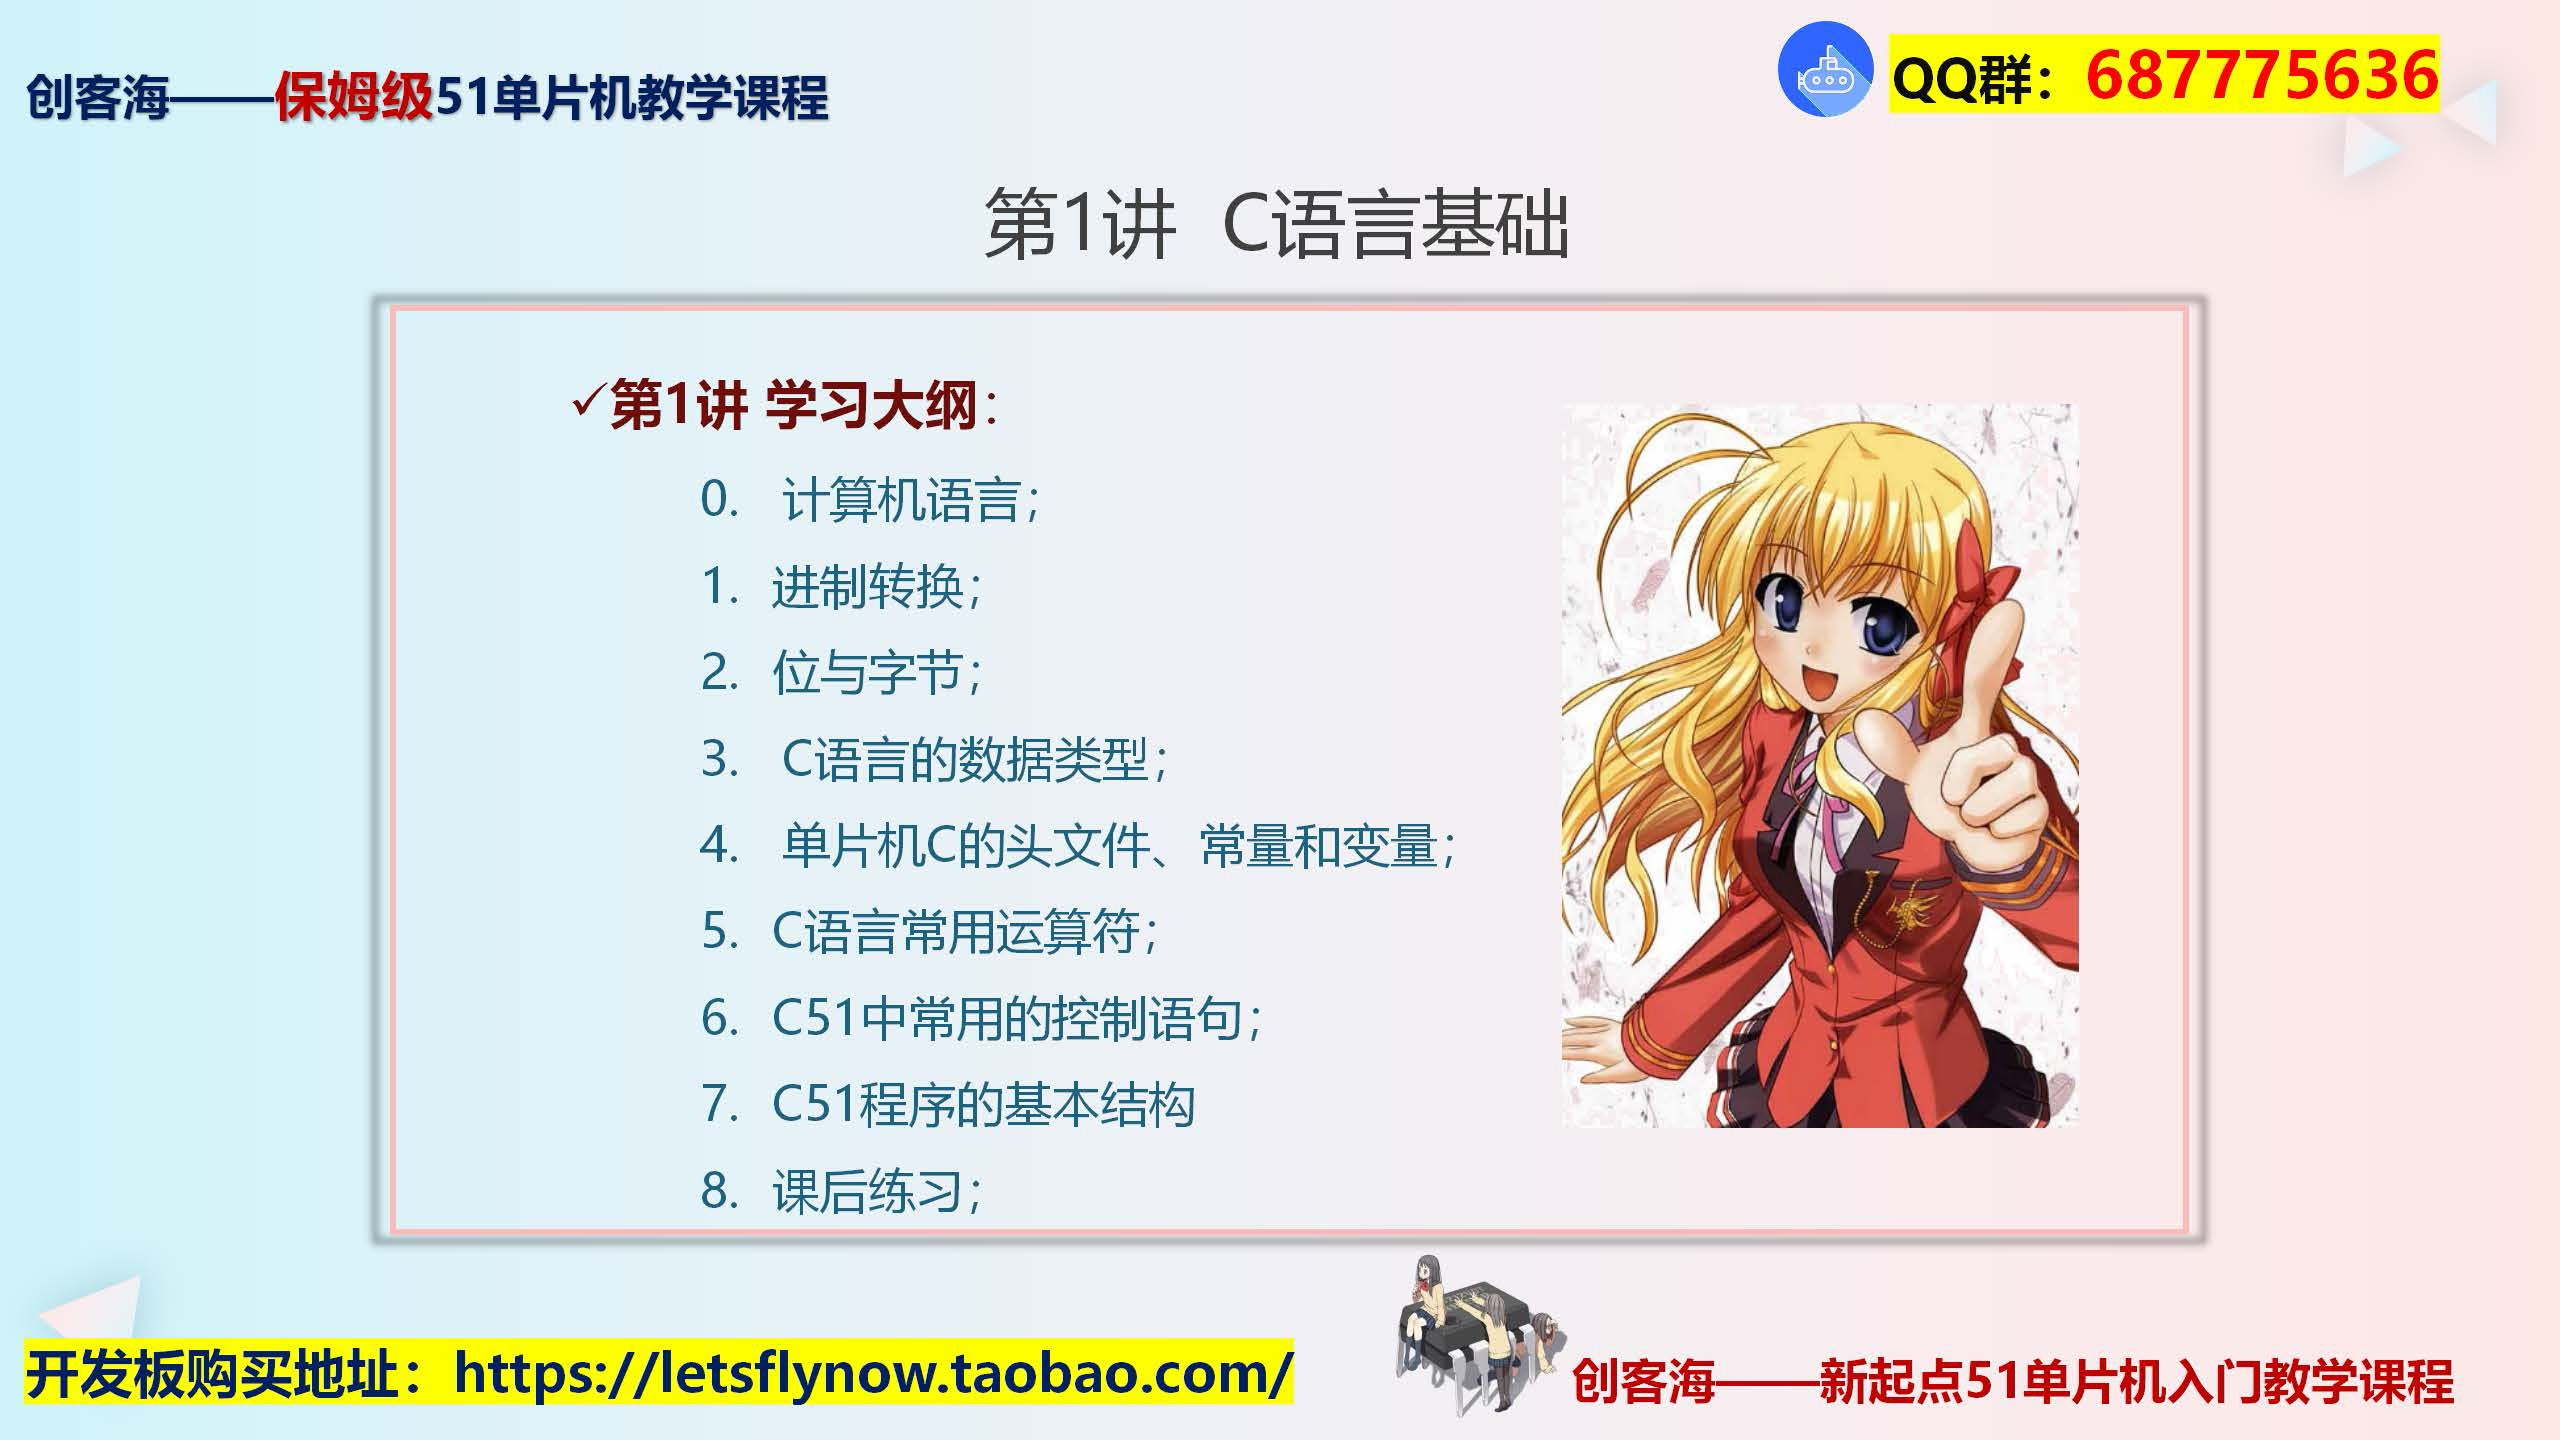 创客海——保姆级51单片机教学课程
QQ群：687775636
第1讲 C语言基础
✓第1讲 学习大纲：
0. 计算机语言；
1. 进制转换；
2. 位与字节；
3. C语言的数据类型；
4. 单片机C的头文件、常量和变量；
5. C语言常用运算符；
6. C51中常用的控制语句；
7. C51程序的基本结构
8. 课后练习；
开发板购买地址：https://letsflynow.taobao.com/
创客海——新起点51单片机入门教学课程